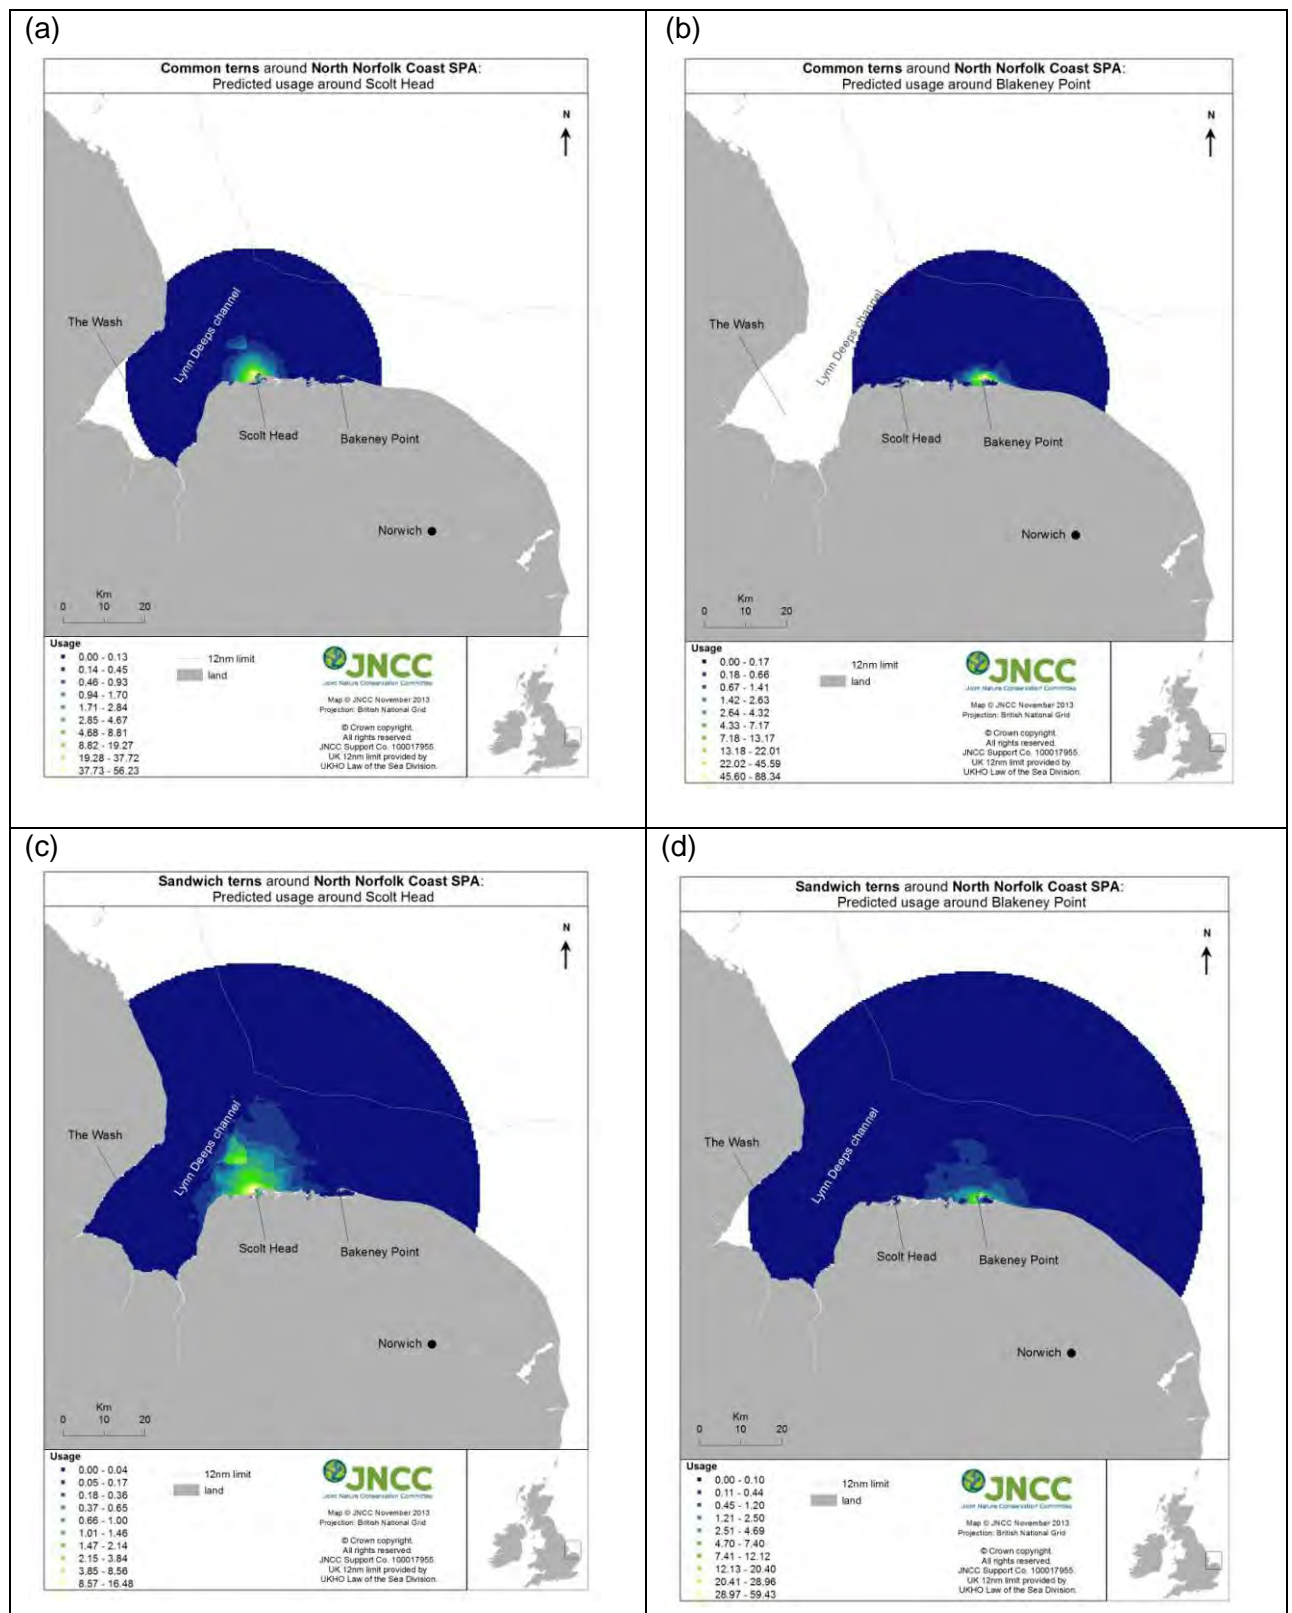 (a)
Common terns around North Norfolk Coast SPA:
Predicted usage around Scolt Head
N
The Wash
Lynn Deeps channel
Scolt Head
Bakeney Point
Norwich
Km
0 10 20
Usage
0.00 - 0.13
0.14 - 0.45
0.46 - 0.93
0.94 - 1.70
1.71 - 2.84
2.85 - 4.67
4.68 - 8.81
8.82 - 19.27
19.28 - 37.72
37.73 - 56.23
12nm limit
land
JNCC
Joint Nature Conservation Committee
Map © JNCC November 2013
Projection: British National Grid
© Crown copyright.
All rights reserved.
JNCC Support Co. 100017955.
UK 12nm limit provided by
UKHO Law of the Sea Division.
(b)
Common terns around North Norfolk Coast SPA:
Predicted usage around Blakeney Point
N
The Wash
Lynn Deeps channel
Scolt Head
Bakeney Point
Norwich
Km
0 10 20
Usage
0.00 - 0.17
0.18 - 0.66
0.67 - 1.41
1.42 - 2.63
2.64 - 4.32
4.33 - 7.17
7.18 - 13.17
13.18 - 22.01
22.02 - 45.59
45.60 - 88.34
12nm limit
land
JNCC
Joint Nature Conservation Committee
Map © JNCC November 2013
Projection: British National Grid
© Crown copyright.
All rights reserved.
JNCC Support Co. 100017955.
UK 12nm limit provided by
UKHO Law of the Sea Division.
(c)
Sandwich terns around North Norfolk Coast SPA:
Predicted usage around Scolt Head
N
The Wash
Lynn Deeps channel
Scolt Head
Bakeney Point
Norwich
Km
0 10 20
Usage
0.00 - 0.04
0.05 - 0.17
0.18 - 0.36
0.37 - 0.65
0.66 - 1.00
1.01 - 1.46
1.47 - 2.14
2.15 - 3.84
3.85 - 8.56
8.57 - 16.48
12nm limit
land
JNCC
Joint Nature Conservation Committee
Map © JNCC November 2013
Projection: British National Grid
© Crown copyright.
All rights reserved.
JNCC Support Co. 100017955.
UK 12nm limit provided by
UKHO Law of the Sea Division.
(d)
Sandwich terns around North Norfolk Coast SPA:
Predicted usage around Blakeney Point
N
The Wash
Lynn Deeps channel
Scolt Head
Bakeney Point
Norwich
Km
0 10 20
Usage
0.00 - 0.10
0.11 - 0.44
0.45 - 1.20
1.21 - 2.50
2.51 - 4.69
4.70 - 7.40
7.41 - 12.12
12.13 - 20.40
20.41 - 28.96
28.97 - 59.43
12nm limit
land
JNCC
Joint Nature Conservation Committee
Map © JNCC November 2013
Projection: British National Grid
© Crown copyright.
All rights reserved.
JNCC Support Co. 100017955.
UK 12nm limit provided by
UKHO Law of the Sea Division.